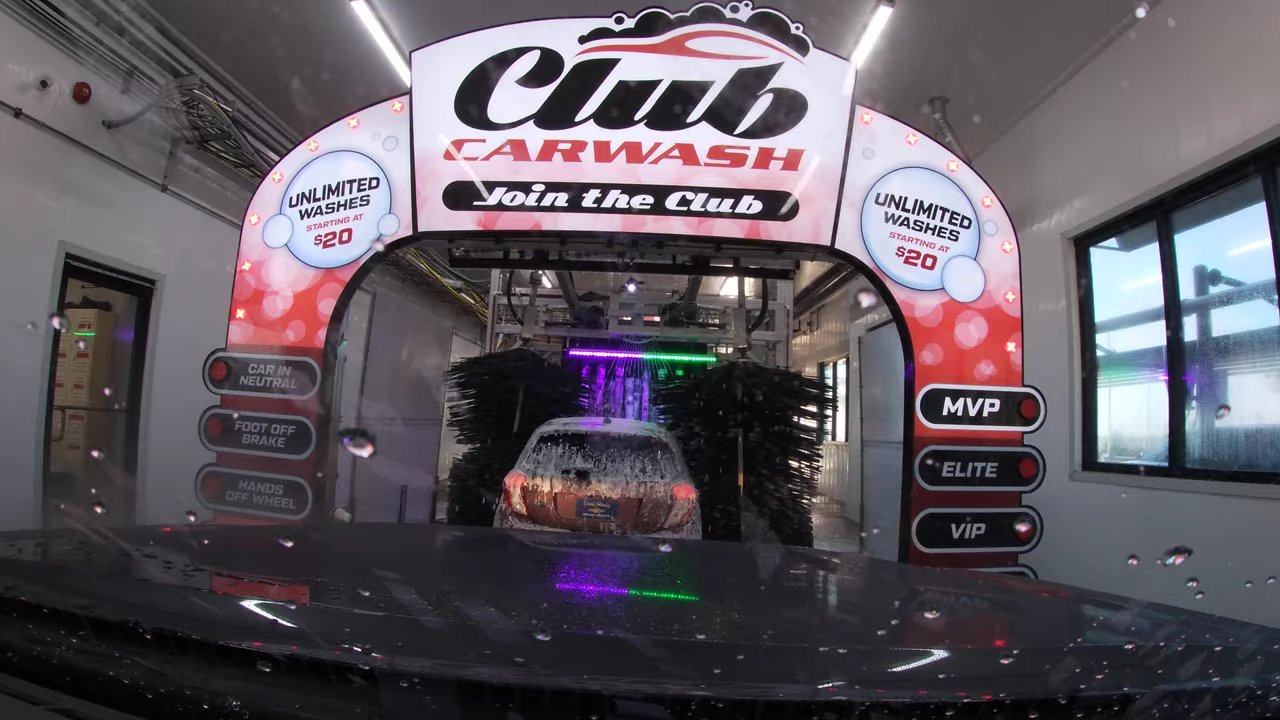 Club
CARWASH
Join the Club
UNLIMITED
WASHES
STARTING AT
$20
UNLIMITED
WASHES
STARTING AT
$20
CAR IN
NEUTRAL
FOOT OFF
BRAKE
HANDS
OFF WHEEL
MVP
ELITE
VIP